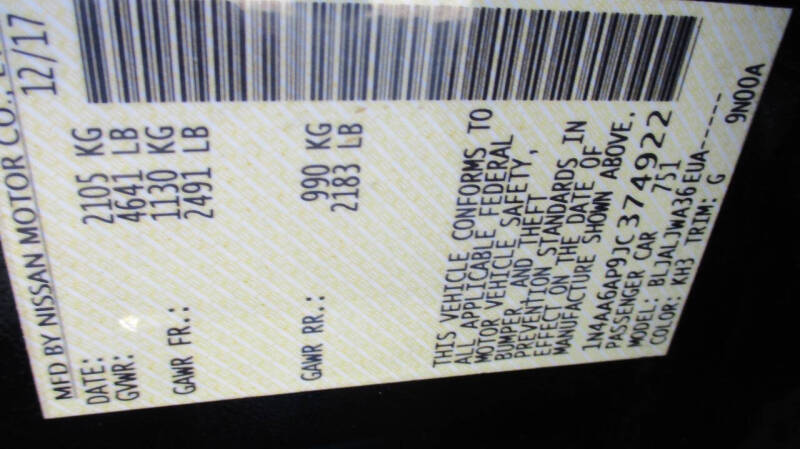 MFD BY NISSAN MOTOR CO.,
DATE: 12/17
GVWR: 2105 KG
4641 LB
GAWR FR.: 1130 KG
2491 LB
GAWR RR.: 990 KG
2183 LB
THIS VEHICLE CONFORMS TO
ALL APPLICABLE FEDERAL
MOTOR VEHICLE SAFETY,
BUMPER, AND THEFT
PREVENTION STANDARDS IN
EFFECT ON THE DATE OF
MANUFACTURE SHOWN ABOVE.
1N4AA6AP9JC374922
PASSENGER CAR 751
MODEL: BLJALJWA36EUA-----
COLOR: KH3 TRIM: G 9N00A